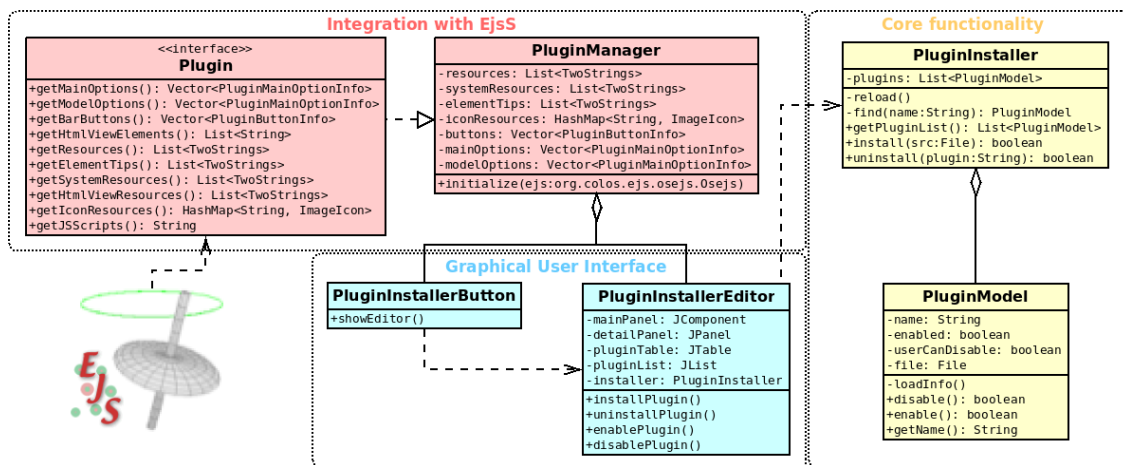 Integration with EjsS
<<interface>>
Plugin
+getMainOptions(): Vector<PluginMainOptionInfo>
+getModelOptions(): Vector<PluginMainOptionInfo>
+getBarButtons(): Vector<PluginButtonInfo>
+getHtmlViewElements(): List<String>
+getResources(): List<TwoStrings>
+getElementTips(): List<TwoStrings>
+getSystemResources(): List<TwoStrings>
+getHtmlViewResources(): List<TwoStrings>
+getIconResources(): HashMap<String, ImageIcon>
+getJSScripts(): String
PluginManager
-resources: List<TwoStrings>
-systemResources: List<TwoStrings>
-elementTips: List<TwoStrings>
-iconResources: HashMap<String, ImageIcon>
-buttons: Vector<PluginButtonInfo>
-mainOptions: Vector<PluginMainOptionInfo>
-modelOptions: Vector<PluginMainOptionInfo>
+initialize(ejs:org.colos.ejs.osejs.Osejs)
Core functionality
PluginInstaller
-plugins: List<PluginModel>
-reload()
-find(name:String): PluginModel
+getPluginList(): List<PluginModel>
+install(src:File): boolean
+uninstall(plugin:String): boolean
Graphical User Interface
PluginInstallerButton
+showEditor()
PluginInstallerEditor
-mainPanel: JComponent
-detailPanel: JPanel
-pluginTable: JTable
-pluginList: JList
-installer: PluginInstaller
+installPlugin()
+uninstallPlugin()
+enablePlugin()
+disablePlugin()
PluginModel
-name: String
-enabled: boolean
-userCanDisable: boolean
-file: File
-loadInfo()
+disable(): boolean
+enable(): boolean
+getName(): String
EJS